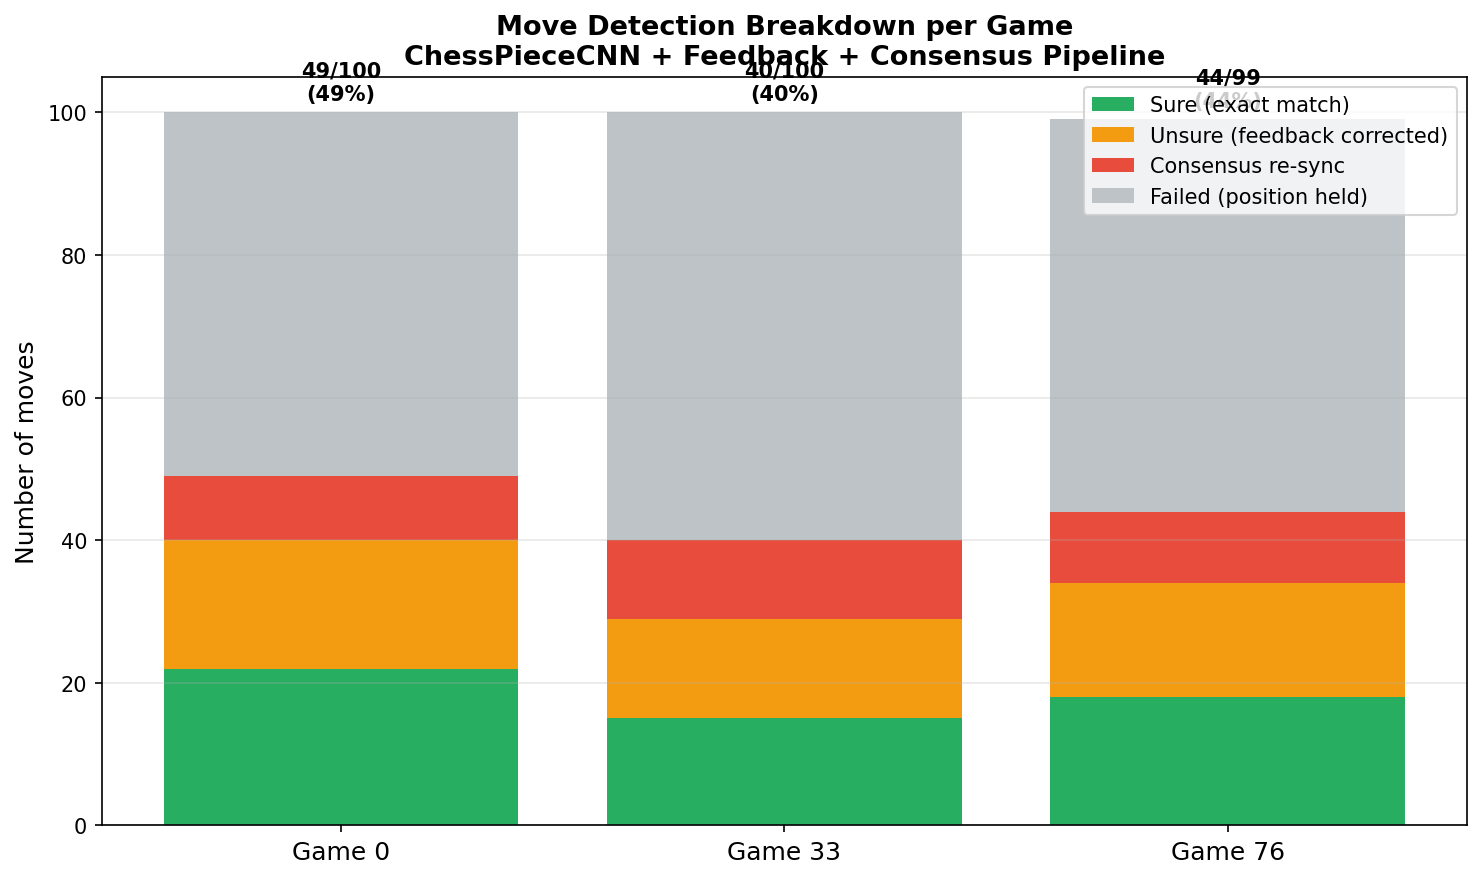 Move Detection Breakdown per Game
ChessPieceCNN + Feedback + Consensus Pipeline
49/100
(49%)
40/100
(40%)
44/99
(44%)
Sure (exact match)
Unsure (feedback corrected)
Consensus re-sync
Failed (position held)
Number of moves
100
80
60
40
20
0
Game 0
Game 33
Game 76